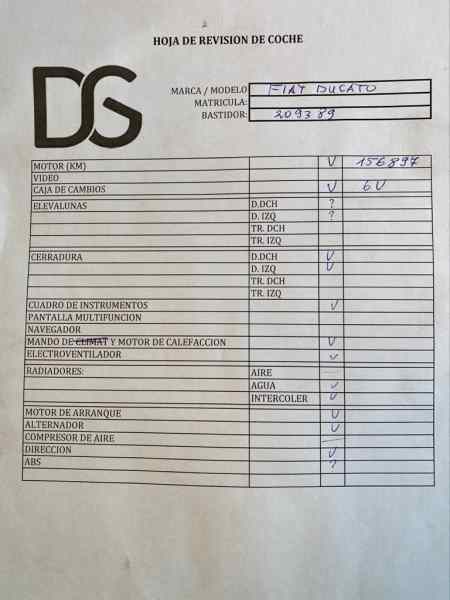 HOJA DE REVISION DE COCHE
DG
MARCA / MODELO FIAT DUCATO
MATRICULA:
BASTIDOR: 209389
MOTOR (KM) V 156897
VIDEO
CAJA DE CAMBIOS V 6V
ELEVALUNAS D.DCH ?
D. IZQ ?
TR. DCH
TR. IZQ
CERRADURA D.DCH V
D. IZQ V
TR. DCH
TR. IZQ
CUADRO DE INSTRUMENTOS V
PANTALLA MULTIFUNCION
NAVEGADOR
MANDO DE CLIMAT Y MOTOR DE CALEFACCION V
ELECTROVENTILADOR V
RADIADORES: AIRE —
AGUA V
INTERCOLER V
MOTOR DE ARRANQUE V
ALTERNADOR V
COMPRESOR DE AIRE —
DIRECCION V
ABS ?